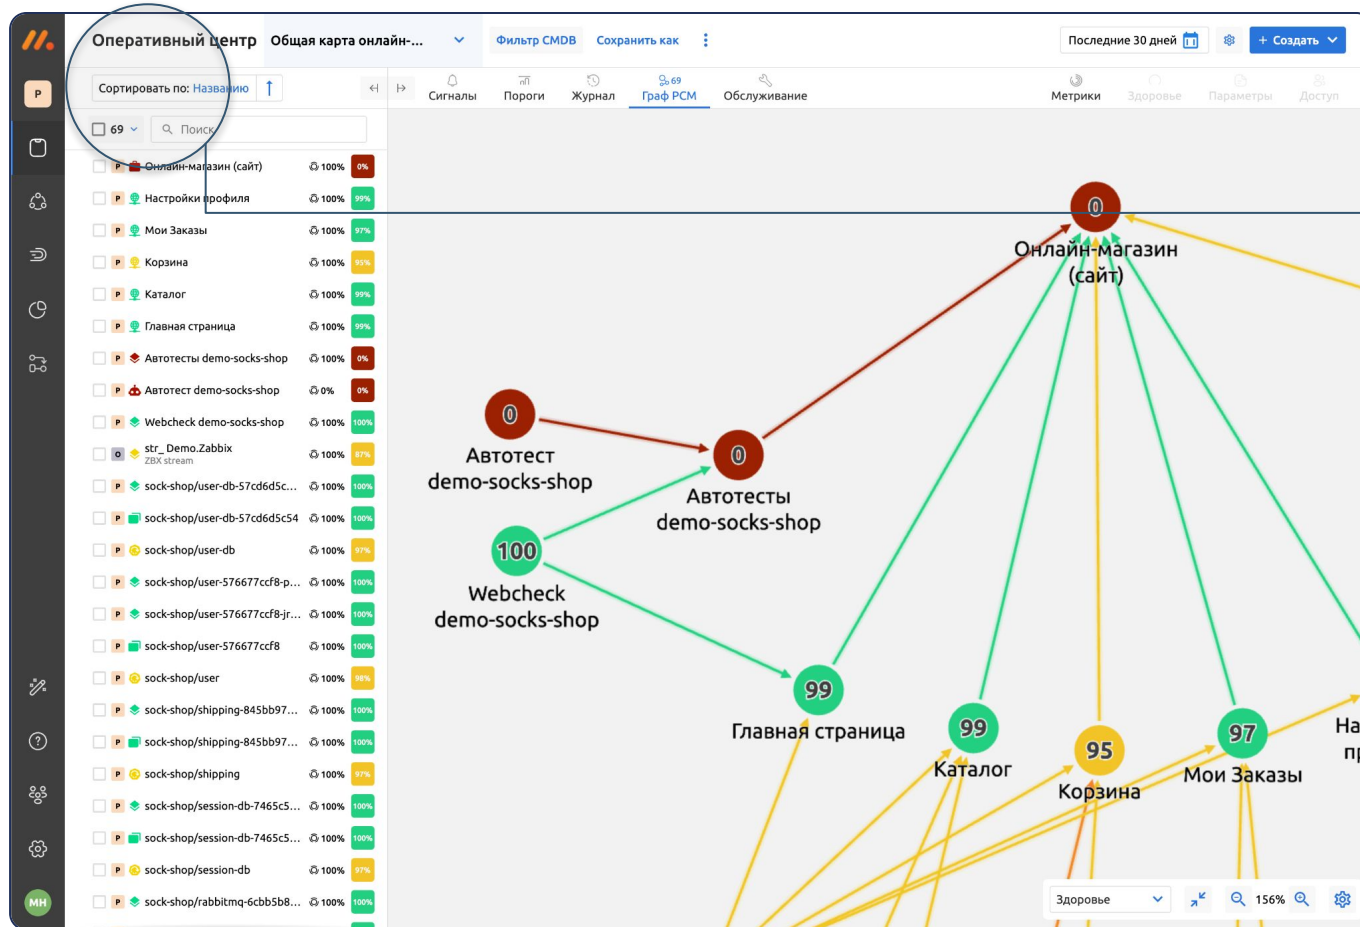 Оперативный центр
Общая карта онлайн-...
Фильтр CMDB
Сохранить как
Последние 30 дней
+ Создать
P
Сортировать по: Названию
Сигналы
Пороги
Журнал
69
Граф РСМ
Обслуживание
Метрики
Здоровье
Параметры
Доступ
69
Поиск
P Онлайн-магазин (сайт) 100% 0%
P Настройки профиля 100% 99%
P Мои Заказы 100% 97%
P Корзина 100% 95%
P Каталог 100% 99%
P Главная страница 100% 99%
P Автотесты demo-socks-shop 100% 0%
P Автотест demo-socks-shop 0% 0%
P Webcheck demo-socks-shop 100% 100%
O str_Demo.Zabbix 100% 87%
ZBX stream
P sock-shop/user-db-57cd6d5c... 100% 100%
P sock-shop/user-db-57cd6d5c54 100% 100%
P sock-shop/user-db 100% 97%
P sock-shop/user-576677ccf8-p... 100% 100%
P sock-shop/user-576677ccf8-jr... 100% 100%
P sock-shop/user-576677ccf8 100% 100%
P sock-shop/user 100% 98%
P sock-shop/shipping-845bb97... 100% 100%
P sock-shop/shipping-845bb97... 100% 100%
P sock-shop/shipping 100% 97%
P sock-shop/session-db-7465c5... 100% 100%
P sock-shop/session-db-7465c5... 100% 100%
P sock-shop/session-db 100% 97%
P sock-shop/rabbitmq-6cbb5b8... 100% 100%
MH
0
Онлайн-магазин
(сайт)
0
Автотест
demo-socks-shop
0
Автотесты
demo-socks-shop
100
Webcheck
demo-socks-shop
99
Главная страница
99
Каталог
95
Корзина
97
Мои Заказы
На
пр
Здоровье
156%